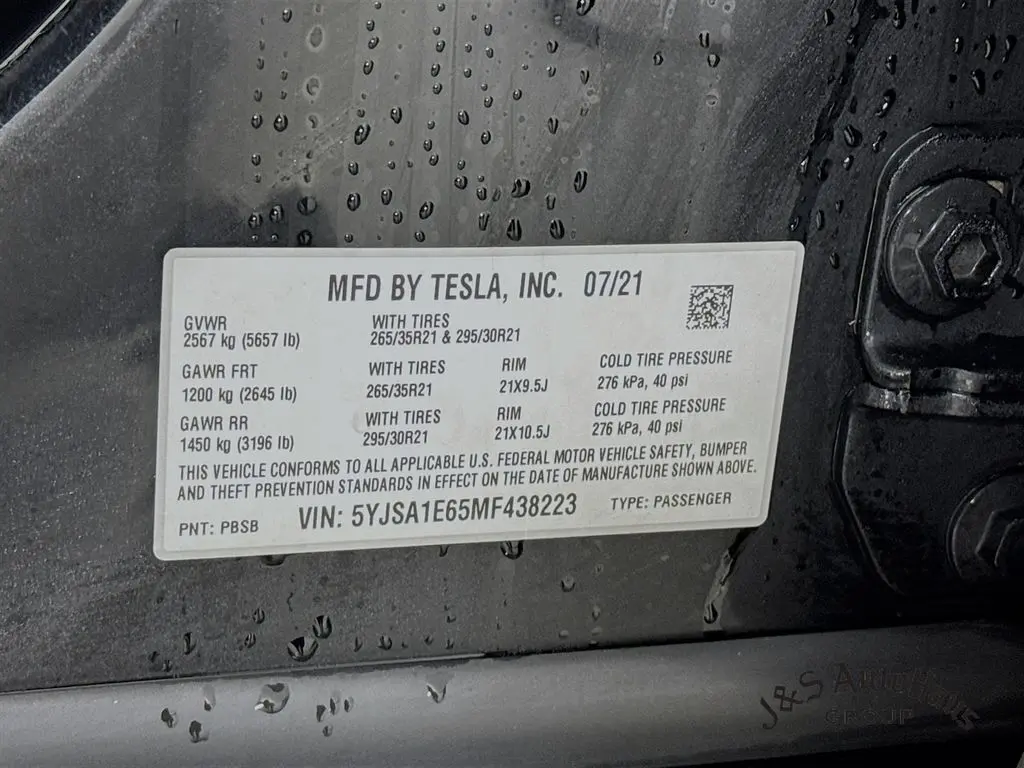 MFD BY TESLA, INC. 07/21
GVWR
2567 kg (5657 lb)
WITH TIRES
265/35R21 & 295/30R21
GAWR FRT
1200 kg (2645 lb)
WITH TIRES
265/35R21
RIM
21X9.5J
COLD TIRE PRESSURE
276 kPa, 40 psi
GAWR RR
1450 kg (3196 lb)
WITH TIRES
295/30R21
RIM
21X10.5J
COLD TIRE PRESSURE
276 kPa, 40 psi
THIS VEHICLE CONFORMS TO ALL APPLICABLE U.S. FEDERAL MOTOR VEHICLE SAFETY, BUMPER
AND THEFT PREVENTION STANDARDS IN EFFECT ON THE DATE OF MANUFACTURE SHOWN ABOVE.
PNT: PBSB VIN: 5YJSA1E65MF438223 TYPE: PASSENGER
J&S AutoHaus
GROUP